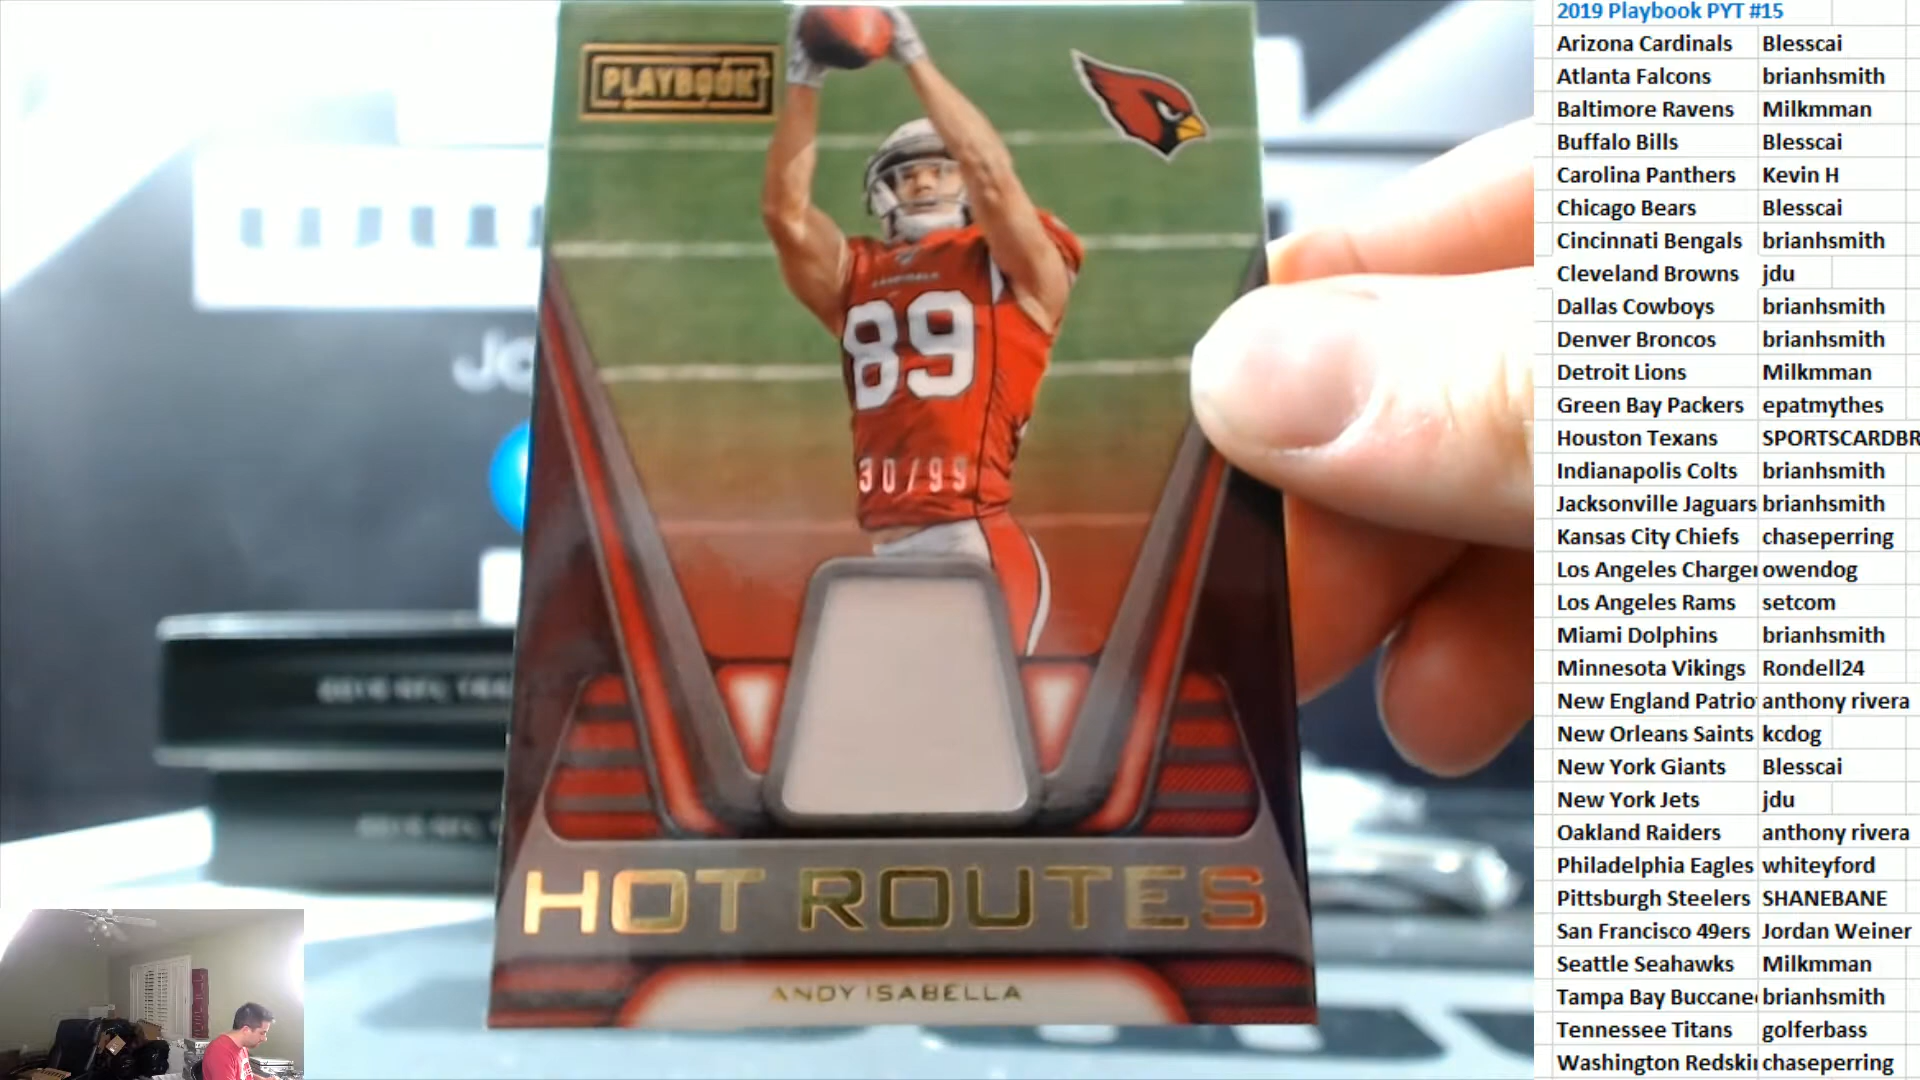 PLAYBOOK
CARDINALS
89
30/99
HOT ROUTES
ANDY ISABELLA
2019 Playbook PYT #15
Arizona Cardinals Blesscai
Atlanta Falcons brianhsmith
Baltimore Ravens Milkmman
Buffalo Bills Blesscai
Carolina Panthers Kevin H
Chicago Bears Blesscai
Cincinnati Bengals brianhsmith
Cleveland Browns jdu
Dallas Cowboys brianhsmith
Denver Broncos brianhsmith
Detroit Lions Milkmman
Green Bay Packers epatmythes
Houston Texans SPORTSCARDBR
Indianapolis Colts brianhsmith
Jacksonville Jaguars brianhsmith
Kansas City Chiefs chaseperring
Los Angeles Charger owendog
Los Angeles Rams setcom
Miami Dolphins brianhsmith
Minnesota Vikings Rondell24
New England Patrio anthony rivera
New Orleans Saints kcdog
New York Giants Blesscai
New York Jets jdu
Oakland Raiders anthony rivera
Philadelphia Eagles whiteyford
Pittsburgh Steelers SHANEBANE
San Francisco 49ers Jordan Weiner
Seattle Seahawks Milkmman
Tampa Bay Buccanee brianhsmith
Tennessee Titans golferbass
Washington Redskin chaseperring